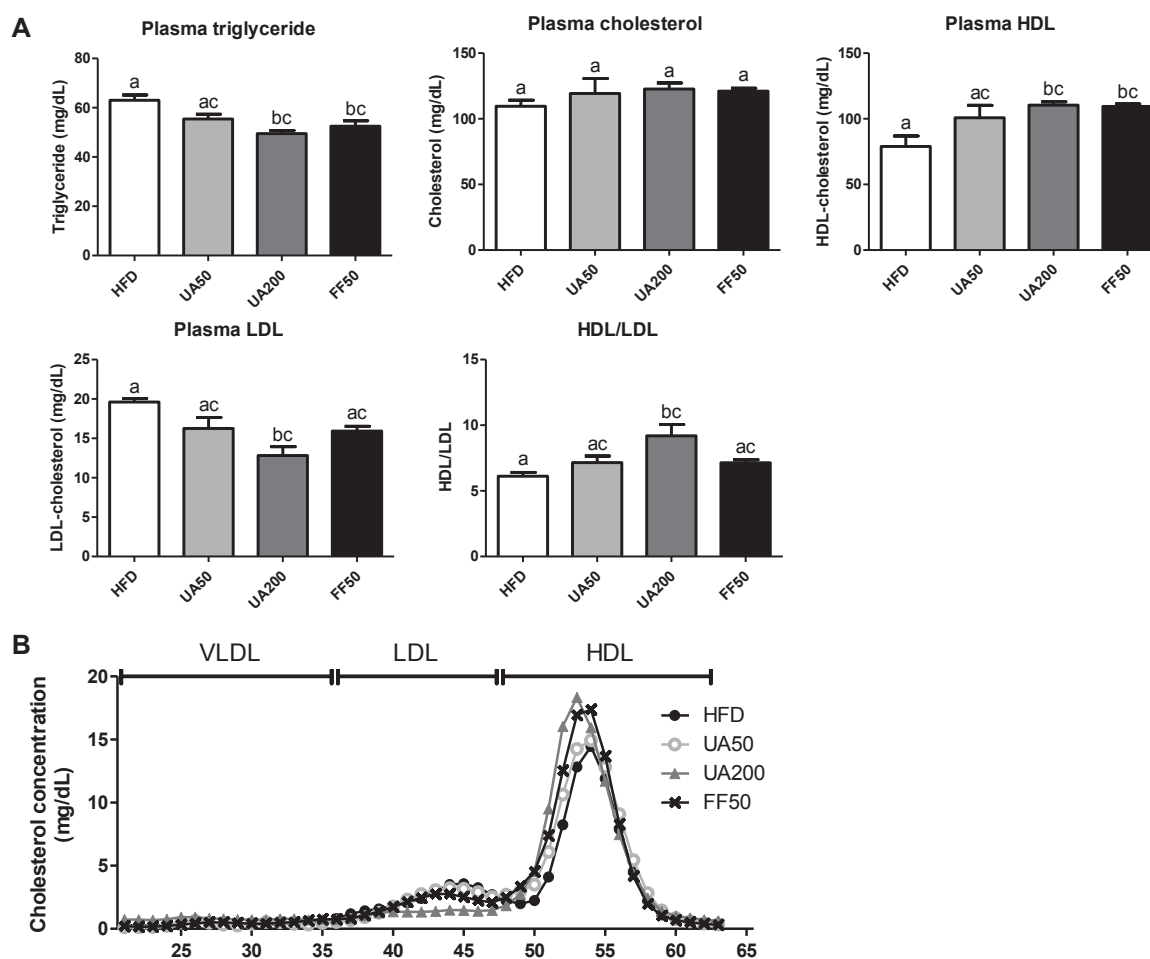 A
Plasma triglyceride
Triglyceride (mg/dL)
80
60
40
20
0
a
ac
bc
bc
HFD
UA50
UA200
FF50
Plasma cholesterol
Cholesterol (mg/dL)
150
100
50
0
a
a
a
a
HFD
UA50
UA200
FF50
Plasma HDL
HDL-cholesterol (mg/dL)
150
100
50
0
a
ac
bc
bc
HFD
UA50
UA200
FF50
Plasma LDL
LDL-cholesterol (mg/dL)
25
20
15
10
5
0
a
ac
bc
ac
HFD
UA50
UA200
FF50
HDL/LDL
HDL/LDL
15
10
5
0
a
ac
bc
ac
HFD
UA50
UA200
FF50
B
VLDL
LDL
HDL
Cholesterol concentration
(mg/dL)
20
15
10
5
0
HFD
UA50
UA200
FF50
25
30
35
40
45
50
55
60
65